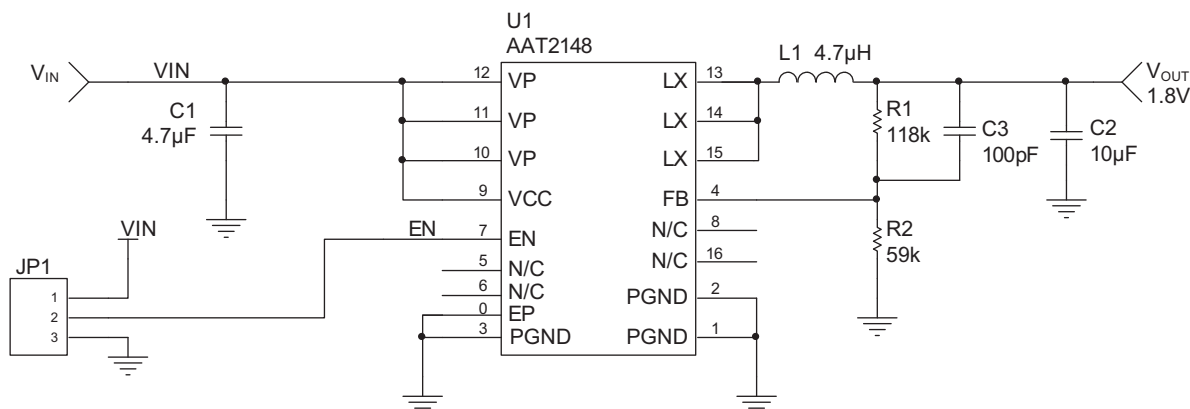 U1
AAT2148
VIN
VIN
C1
4.7µF
12 VP
11 VP
10 VP
9 VCC
EN 7 EN
5 N/C
6 N/C
0 EP
3 PGND
LX 13
LX 14
LX 15
FB 4
N/C 8
N/C 16
PGND 2
PGND 1
L1 4.7µH
R1
118k
C3
100pF
C2
10µF
VOUT
1.8V
R2
59k
VIN
JP1
1
2
3